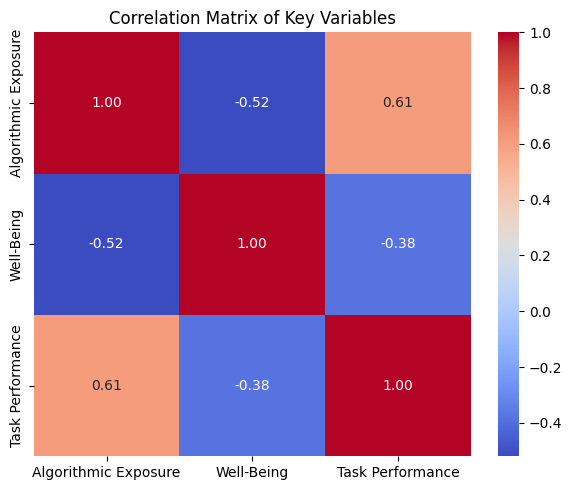 Correlation Matrix of Key Variables
Algorithmic Exposure
1.00
-0.52
0.61
Well-Being
-0.52
1.00
-0.38
Task Performance
0.61
-0.38
1.00
Algorithmic Exposure
Well-Being
Task Performance
1.0
0.8
0.6
0.4
0.2
0.0
−0.2
−0.4